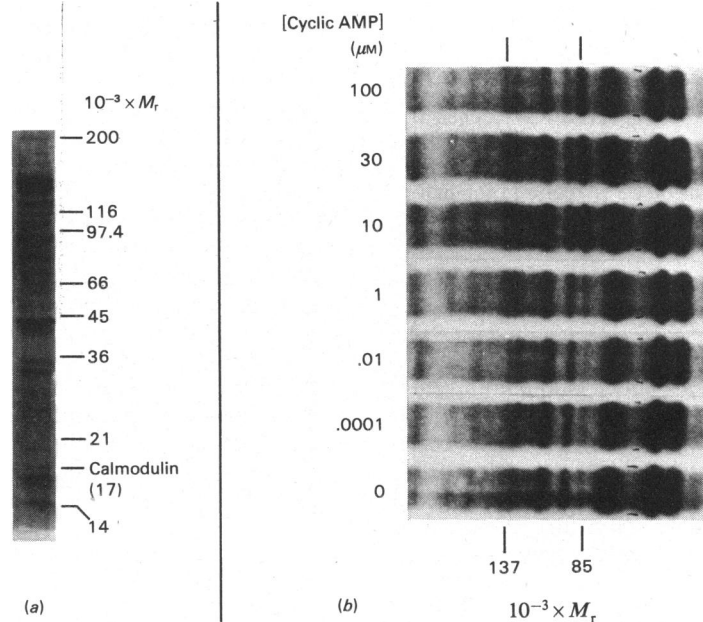 10⁻³ × Mᵣ
200
116
97.4
66
45
36
21
Calmodulin
(17)
14
(a)
[Cyclic AMP]
(μM)
100
30
10
1
.01
.0001
0
137 85
(b) 10⁻³ × Mᵣ